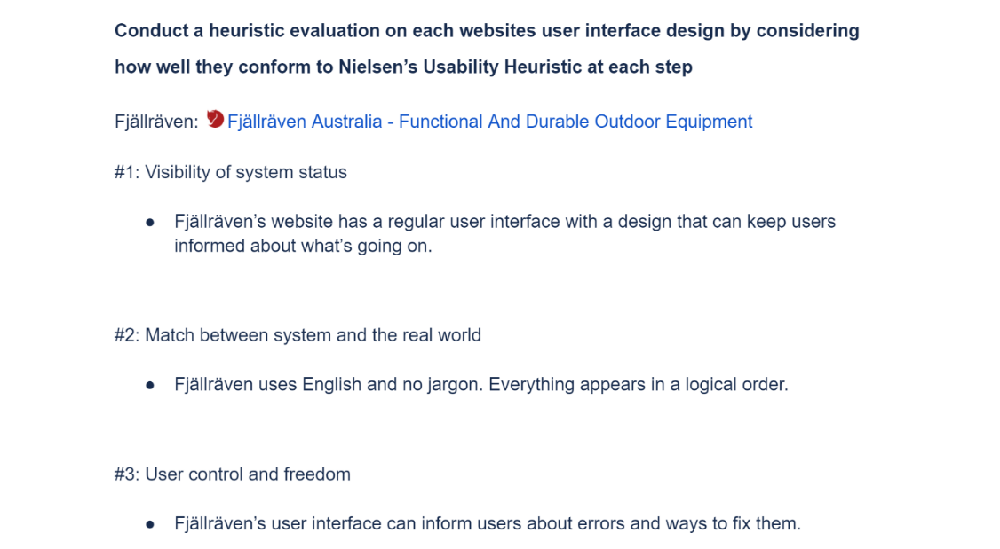 Conduct a heuristic evaluation on each websites user interface design by considering
how well they conform to Nielsen's Usability Heuristic at each step
Fjällräven: Fjällräven Australia - Functional And Durable Outdoor Equipment
#1: Visibility of system status
● Fjällräven's website has a regular user interface with a design that can keep users
informed about what's going on.
#2: Match between system and the real world
● Fjällräven uses English and no jargon. Everything appears in a logical order.
#3: User control and freedom
● Fjällräven's user interface can inform users about errors and ways to fix them.